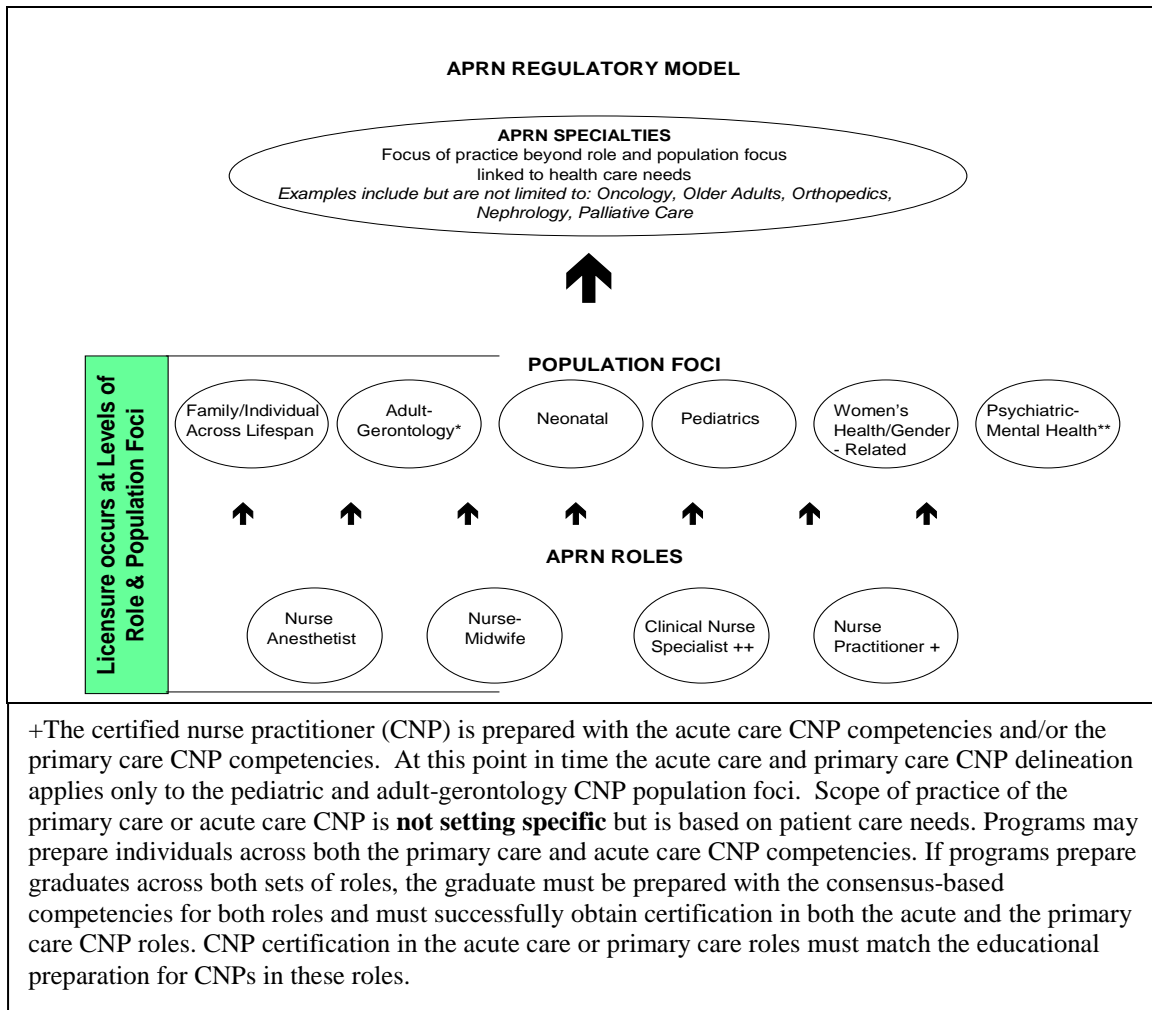 APRN REGULATORY MODEL
APRN SPECIALTIES
Focus of practice beyond role and population focus
linked to health care needs
Examples include but are not limited to: Oncology, Older Adults, Orthopedics,
Nephrology, Palliative Care
Licensure occurs at Levels of
Role & Population Foci
POPULATION FOCI
Family/Individual
Across Lifespan
Adult-
Gerontology*
Neonatal
Pediatrics
Women's
Health/Gender
- Related
Psychiatric-
Mental Health**
APRN ROLES
Nurse
Anesthetist
Nurse-
Midwife
Clinical Nurse
Specialist ++
Nurse
Practitioner +
+The certified nurse practitioner (CNP) is prepared with the acute care CNP competencies and/or the
primary care CNP competencies.  At this point in time the acute care and primary care CNP delineation
applies only to the pediatric and adult-gerontology CNP population foci.  Scope of practice of the
primary care or acute care CNP is not setting specific but is based on patient care needs. Programs may
prepare individuals across both the primary care and acute care CNP competencies. If programs prepare
graduates across both sets of roles, the graduate must be prepared with the consensus-based
competencies for both roles and must successfully obtain certification in both the acute and the primary
care CNP roles. CNP certification in the acute care or primary care roles must match the educational
preparation for CNPs in these roles.